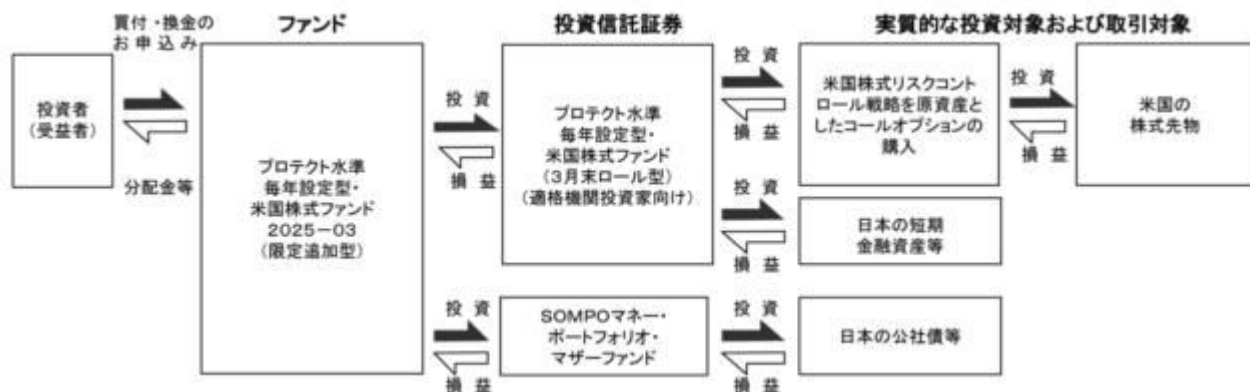 買付・換金の
お申込み
ファンド
投資信託証券
実質的な投資対象および取引対象
投資者
(受益者)
分配金等
プロテクト水準
毎年設定型・
米国株式ファンド
2025-03
(限定追加型)
投資
損益
プロテクト水準
毎年設定型・
米国株式ファンド
(3月末ロール型)
(適格機関投資家向け)
投資
損益
米国株式リスクコント
ロール戦略を原資産と
したコールオプションの
購入
投資
損益
米国の
株式先物
投資
損益
日本の短期
金融資産等
投資
損益
SOMPOマネー・
ポートフォリオ・
マザーファンド
投資
損益
日本の公社債等